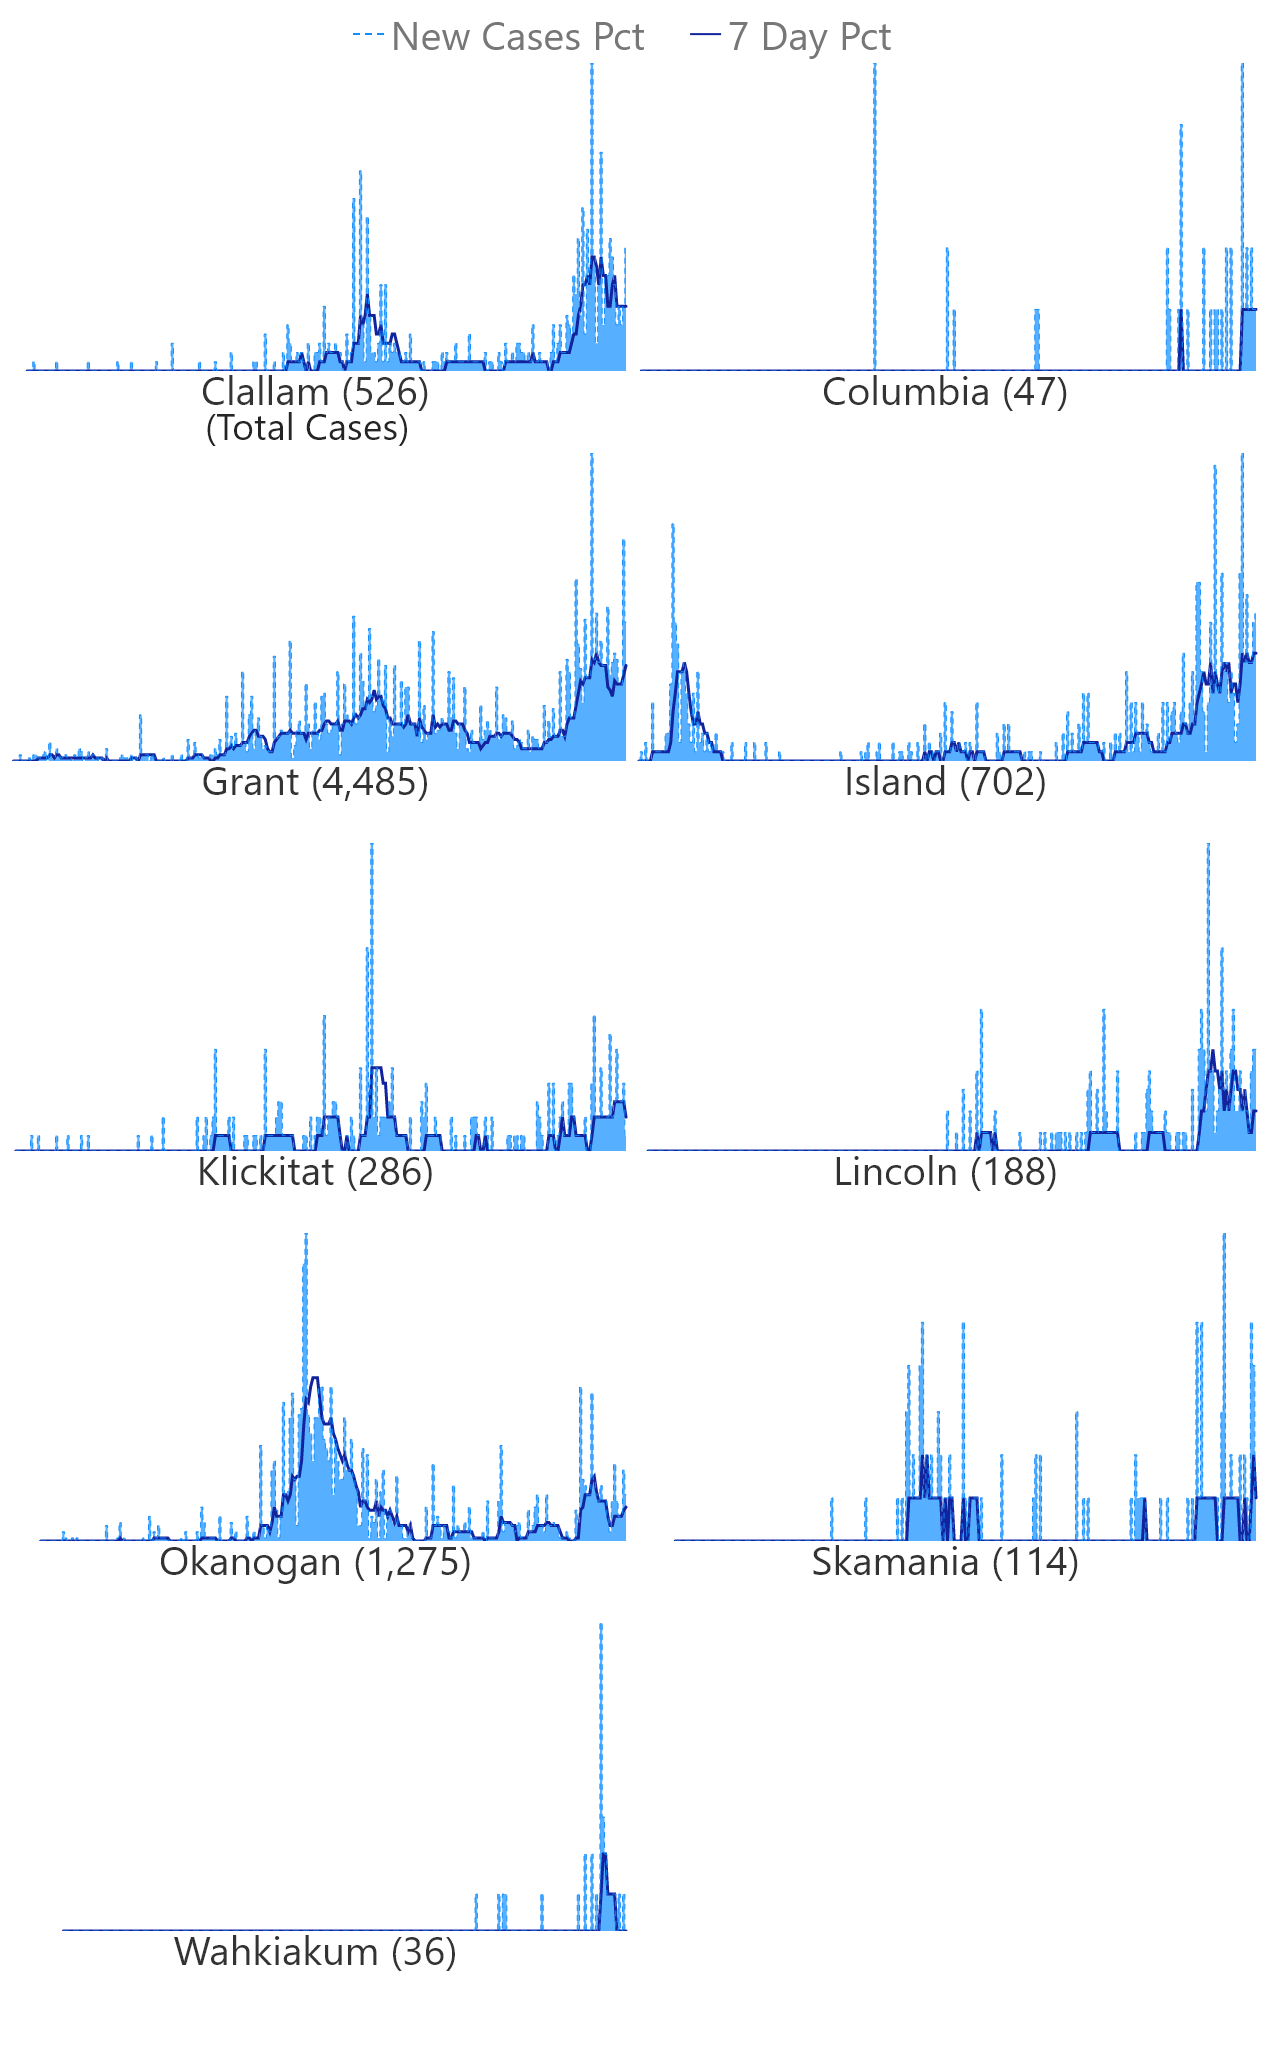 New Cases Pct 7 Day Pct
Clallam (526) Columbia (47)
(Total Cases)
Grant (4,485) Island (702)
Klickitat (286) Lincoln (188)
Okanogan (1,275) Skamania (114)
Wahkiakum (36)